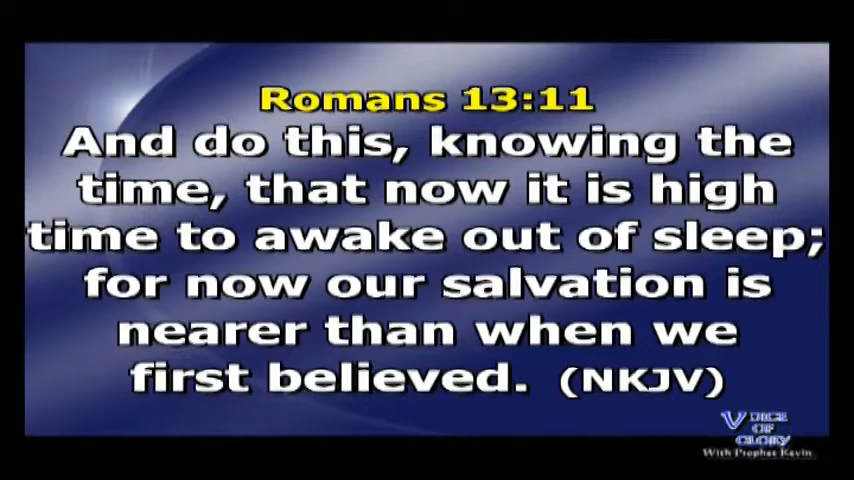 Romans 13:11
And do this, knowing the
time, that now it is high
time to awake out of sleep;
for now our salvation is
nearer than when we
first believed. (NKJV)
VOICE
OF
GLORY
With Prophet Kevin